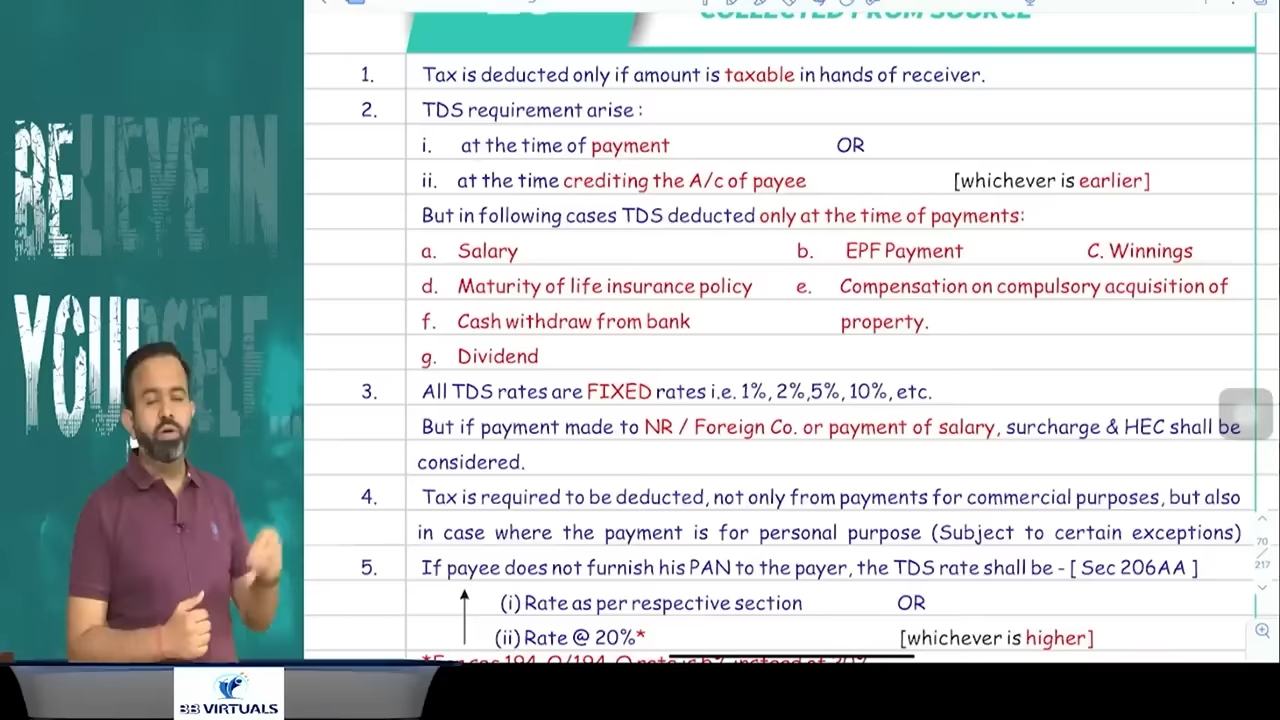 COLLECTED FROM SOURCE
1. Tax is deducted only if amount is taxable in hands of receiver.
2. TDS requirement arise :
i. at the time of payment OR
ii. at the time crediting the A/c of payee [whichever is earlier]
But in following cases TDS deducted only at the time of payments:
a. Salary b. EPF Payment C. Winnings
d. Maturity of life insurance policy e. Compensation on compulsory acquisition of
f. Cash withdraw from bank property.
g. Dividend
3. All TDS rates are FIXED rates i.e. 1%, 2%,5%, 10%, etc.
But if payment made to NR / Foreign Co. or payment of salary, surcharge & HEC shall be
considered.
4. Tax is required to be deducted, not only from payments for commercial purposes, but also
in case where the payment is for personal purpose (Subject to certain exceptions)
5. If payee does not furnish his PAN to the payer, the TDS rate shall be - [ Sec 206AA ]
(i) Rate as per respective section OR
(ii) Rate @ 20%* [whichever is higher]
BELIEVE IN
YOURSELF
70
217
BB VIRTUALS